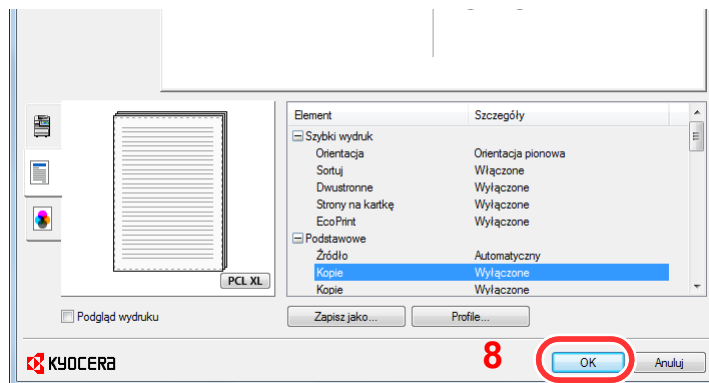 Element Szczegóły
Szybki wydruk
Orientacja Orientacja pionowa
Sortuj Włączone
Dwustronne Wyłączone
Strony na kartkę Wyłączone
EcoPrint Wyłączone
Podstawowe
Źródło Automatyczny
Kopie Wyłączone
Kopie Wyłączone
PCL XL
Podgląd wydruku Zapisz jako... Profile...
KYOCERA 8 OK Anuluj